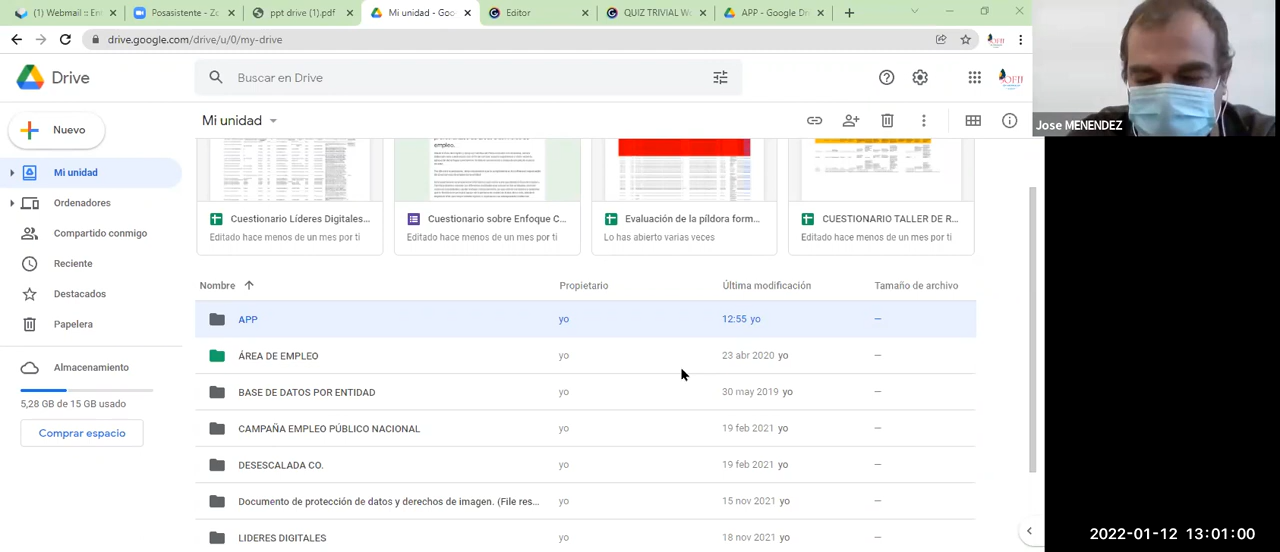 (1) Webmail :: Ent
Posasistente - Zo
ppt drive (1).pdf
Mi unidad - Goo
Editor
QUIZ TRIVIAL Wo
APP - Google Dri
drive.google.com/drive/u/0/my-drive
Drive
Buscar en Drive
Nuevo
Mi unidad
Mi unidad
Ordenadores
Compartido conmigo
Reciente
Destacados
Papelera
Almacenamiento
5,28 GB de 15 GB usado
Comprar espacio
empleo.
Cuestionario Líderes Digitales...
Editado hace menos de un mes por ti
Cuestionario sobre Enfoque C...
Editado hace menos de un mes por ti
Evaluación de la píldora form...
Lo has abierto varias veces
CUESTIONARIO TALLER DE R...
Editado hace menos de un mes por ti
Nombre Propietario Última modificación Tamaño de archivo
APP yo 12:55 yo —
ÁREA DE EMPLEO yo 23 abr 2020 yo —
BASE DE DATOS POR ENTIDAD yo 30 may 2019 yo —
CAMPAÑA EMPLEO PÚBLICO NACIONAL yo 19 feb 2021 yo —
DESESCALADA CO. yo 19 feb 2021 yo —
Documento de protección de datos y derechos de imagen. (File res... yo 15 nov 2021 yo —
LIDERES DIGITALES yo 18 nov 2021 yo —
Jose MENENDEZ
2022-01-12 13:01:00